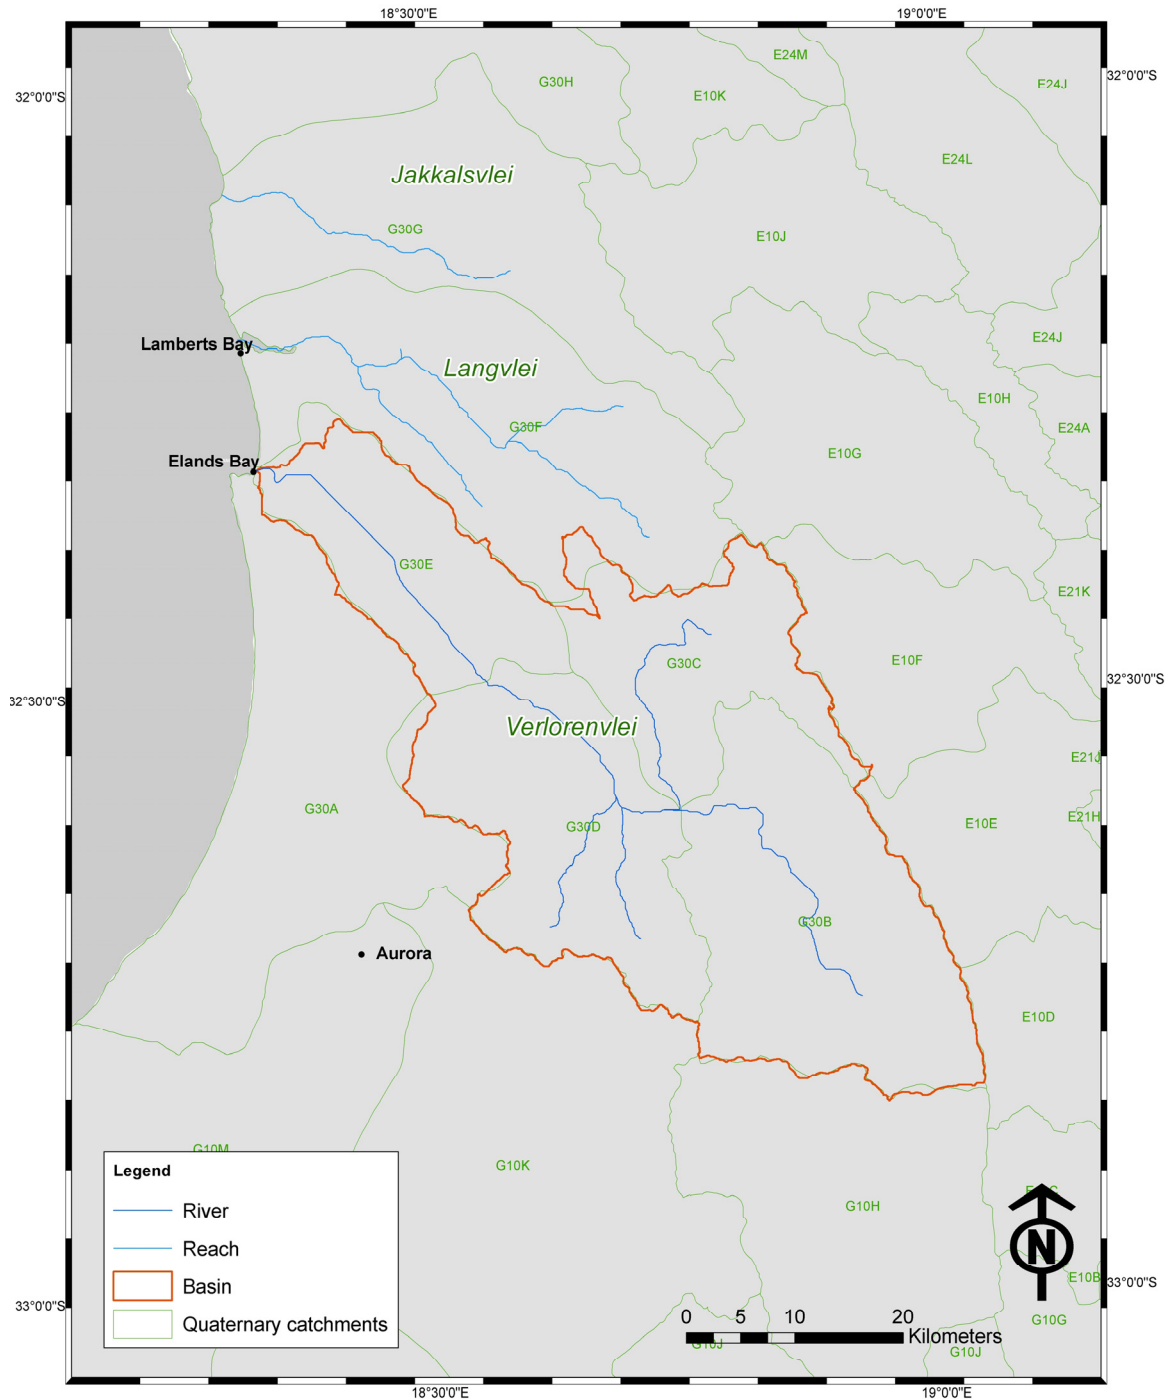 18°30'0"E
19°0'0"E
32°0'0"S
32°0'0"S
E24M
G30H
E10K
E24J
E24L
Jakkalsvlei
G30G
E10J
Lamberts Bay
E24J
Langvlei
E10H
G30F
E24A
E10G
Elands Bay
G30E
E21K
G30C
E10F
32°30'0"S
32°30'0"S
Verlorenvlei
E21J
G30A
G30D
E10E
E21H
G30B
Aurora
E10D
G10M
G10K
G10H
E10B
G10G
G10J
G10J
Legend
River
Reach
Basin
Quaternary catchments
N
0 5 10 20
Kilometers
33°0'0"S
33°0'0"S
18°30'0"E
19°0'0"E